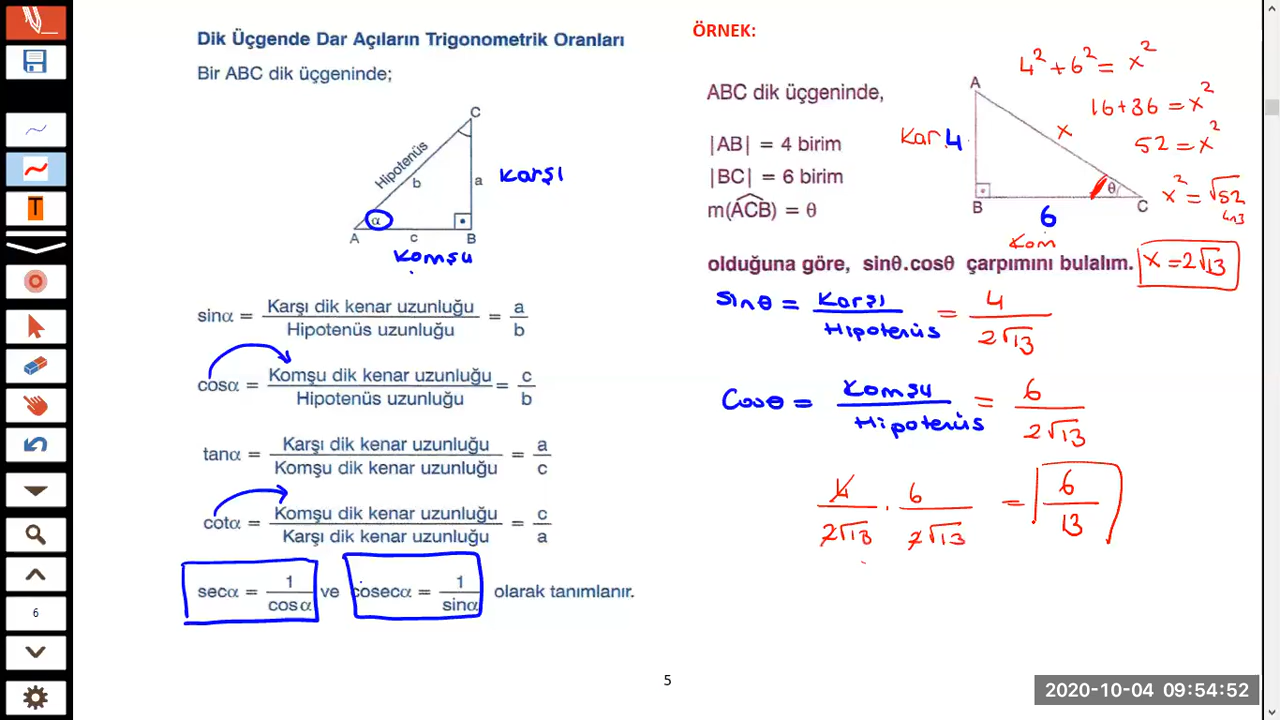 Dik Üçgende Dar Açıların Trigonometrik Oranları
Bir ABC dik üçgeninde;
C
Hipotenüs
b
a
Karşı
α
A
c
B
Komşu
sinα = Karşı dik kenar uzunluğu / Hipotenüs uzunluğu = a / b
cosα = Komşu dik kenar uzunluğu / Hipotenüs uzunluğu = c / b
tanα = Karşı dik kenar uzunluğu / Komşu dik kenar uzunluğu = a / c
cotα = Komşu dik kenar uzunluğu / Karşı dik kenar uzunluğu = c / a
secα = 1 / cosα ve cosecα = 1 / sinα olarak tanımlanır.
ÖRNEK:
ABC dik üçgeninde,
|AB| = 4 birim
|BC| = 6 birim
m(ACB) = θ
A
Kar. 4
x
θ
B
C
6
Kom
4² + 6² = x²
16 + 36 = x²
52 = x²
x² = √52
4.13
x = 2√13
olduğuna göre, sinθ.cosθ çarpımını bulalım.
Sinθ = Karşı / Hipotenüs = 4 / 2√13
Cosθ = Komşu / Hipotenüs = 6 / 2√13
4 / 2√13 . 6 / 2√13 = 6 / 13
T
6
5
2020-10-04 09:54:52